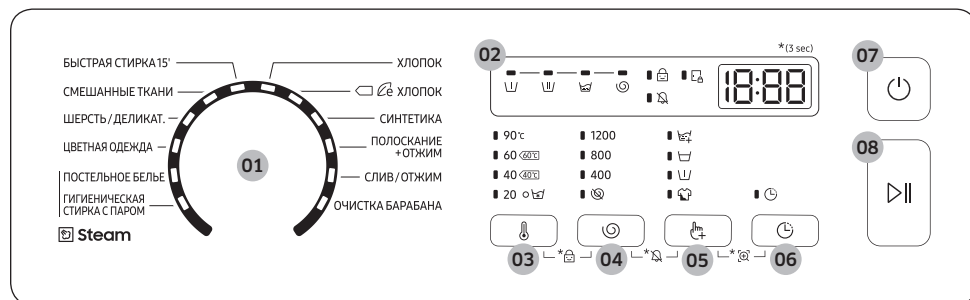 БЫСТРАЯ СТИРКА 15'
СМЕШАННЫЕ ТКАНИ
ШЕРСТЬ/ДЕЛИКАТ.
ЦВЕТНАЯ ОДЕЖДА
ПОСТЕЛЬНОЕ БЕЛЬЕ
ГИГИЕНИЧЕСКАЯ
СТИРКА С ПАРОМ
Steam
01
ХЛОПОК
ē ХЛОПОК
СИНТЕТИКА
ПОЛОСКАНИЕ
+ОТЖИМ
СЛИВ/ОТЖИМ
ОЧИСТКА БАРАБАНА
02
*(3 sec)
18:88
90℃ 1200
60 60℃ 800
40 40℃ 400
20
03 * 04 * 05 * 06
07
08